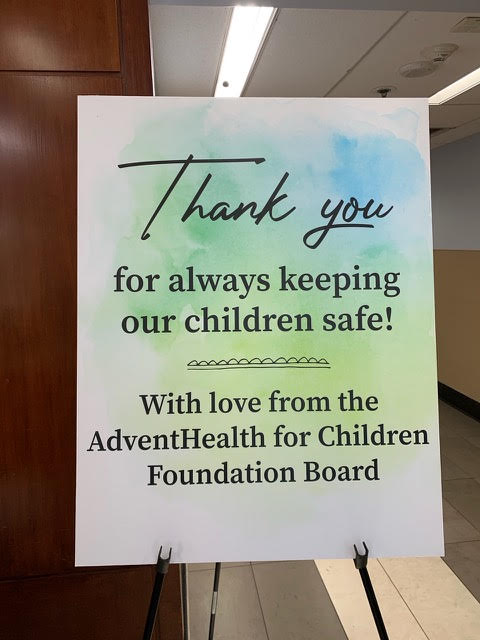 Thank you
for always keeping
our children safe!
With love from the
AdventHealth for Children
Foundation Board